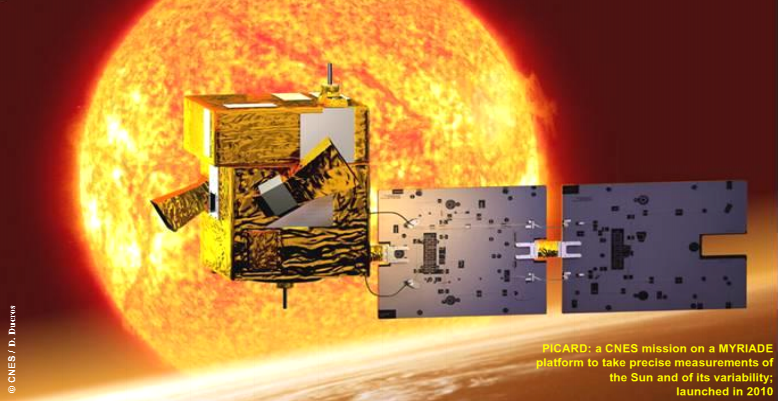 © CNES / D. Ducros
PICARD: a CNES mission on a MYRIADE
platform to take precise measurements of
the Sun and of its variability;
launched in 2010